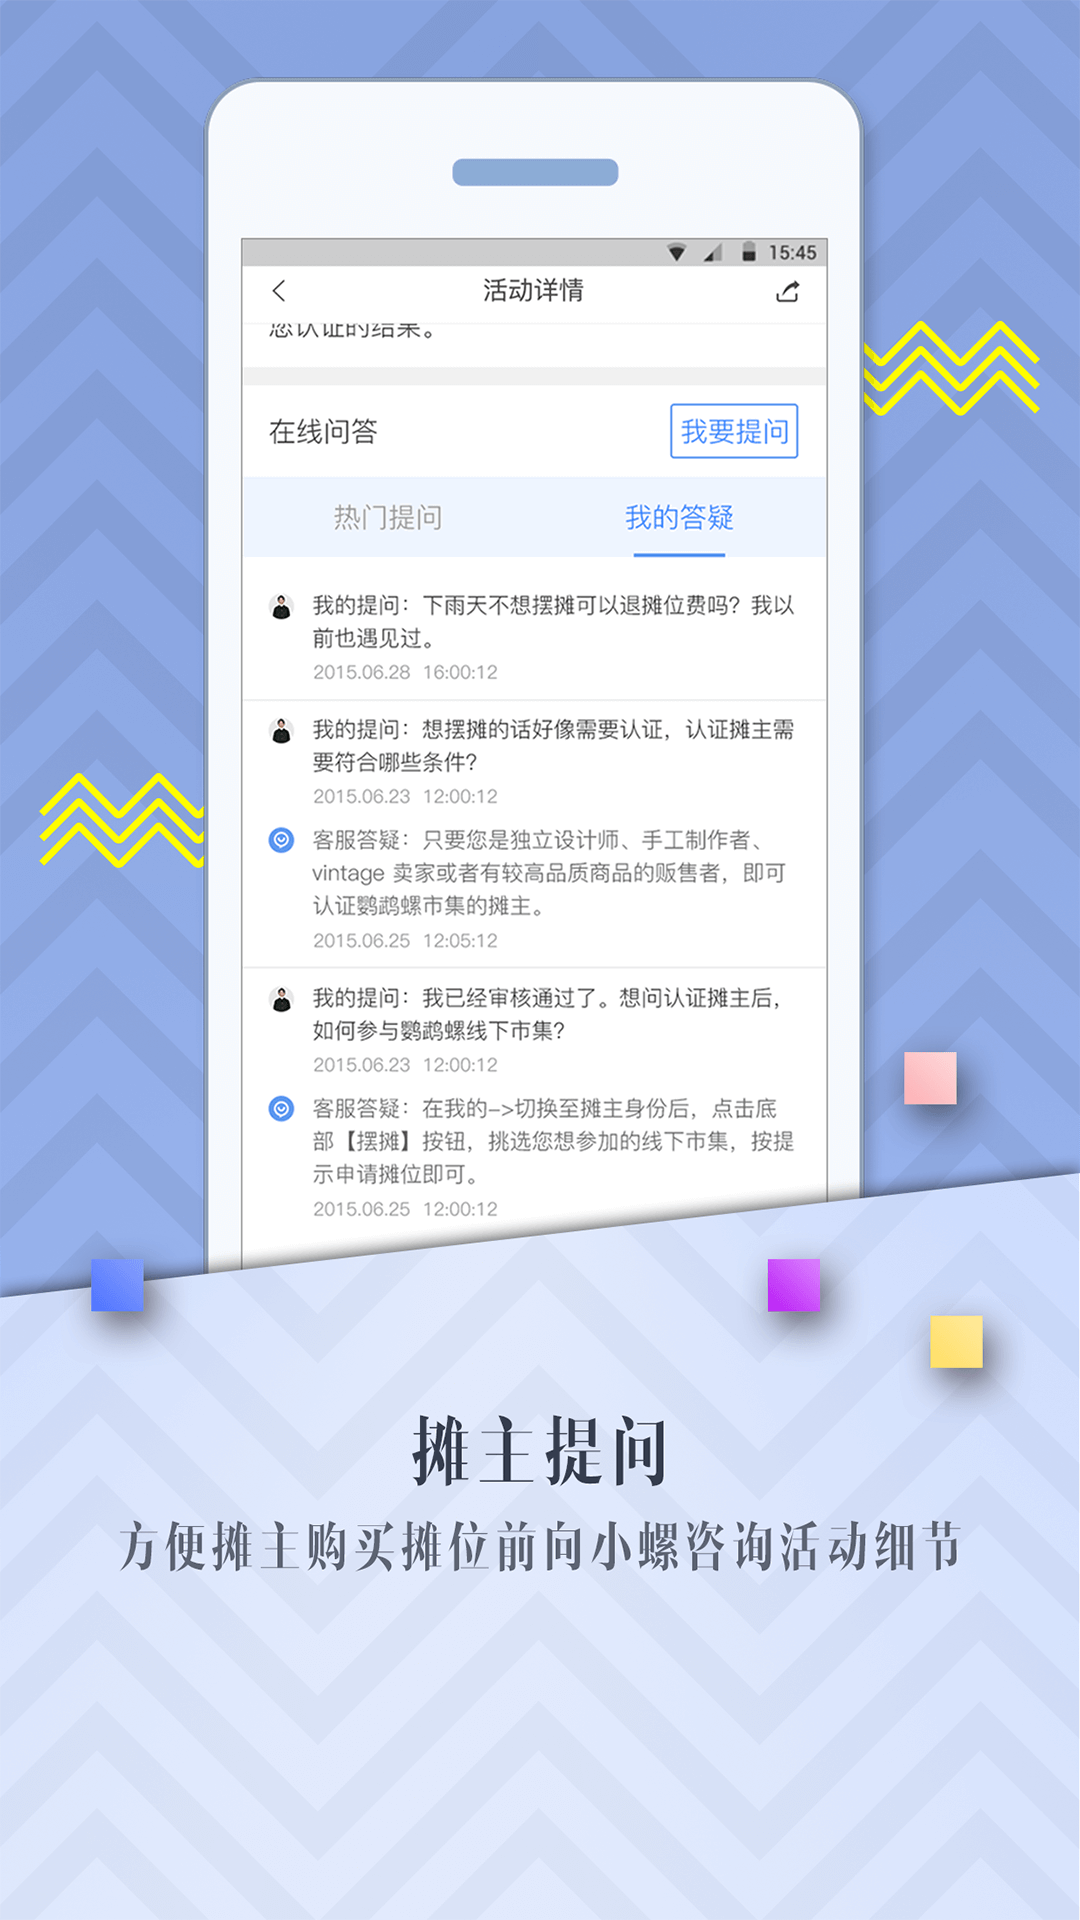 15:45
活动详情
您认证的结果。
在线问答
我要提问
热门提问
我的答疑
我的提问：下雨天不想摆摊可以退摊位费吗？我以
前也遇见过。
2015.06.28 16:00:12
我的提问：想摆摊的话好像需要认证，认证摊主需
要符合哪些条件？
2015.06.23 12:00:12
客服答疑：只要您是独立设计师、手工制作者、
vintage 卖家或者有较高品质商品的贩售者，即可
认证鹦鹉螺市集的摊主。
2015.06.25 12:05:12
我的提问：我已经审核通过了。想问认证摊主后，
如何参与鹦鹉螺线下市集？
2015.06.23 12:00:12
客服答疑：在我的->切换至摊主身份后，点击底
部【摆摊】按钮，挑选您想参加的线下市集，按提
示申请摊位即可。
2015.06.25 12:00:12
摊主提问
方便摊主购买摊位前向小螺咨询活动细节